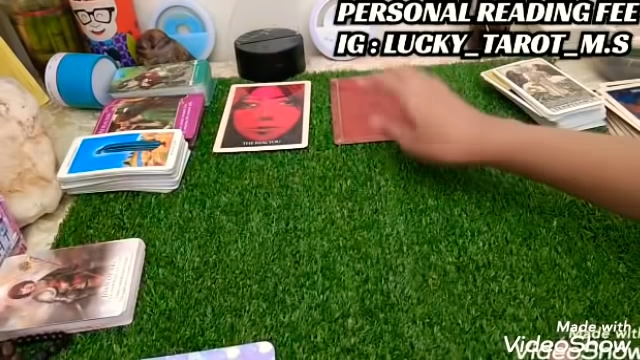 PERSONAL READING FEE
IG : LUCKY_TAROT_M.S
THE REAL YOU
Made with
VideoShow